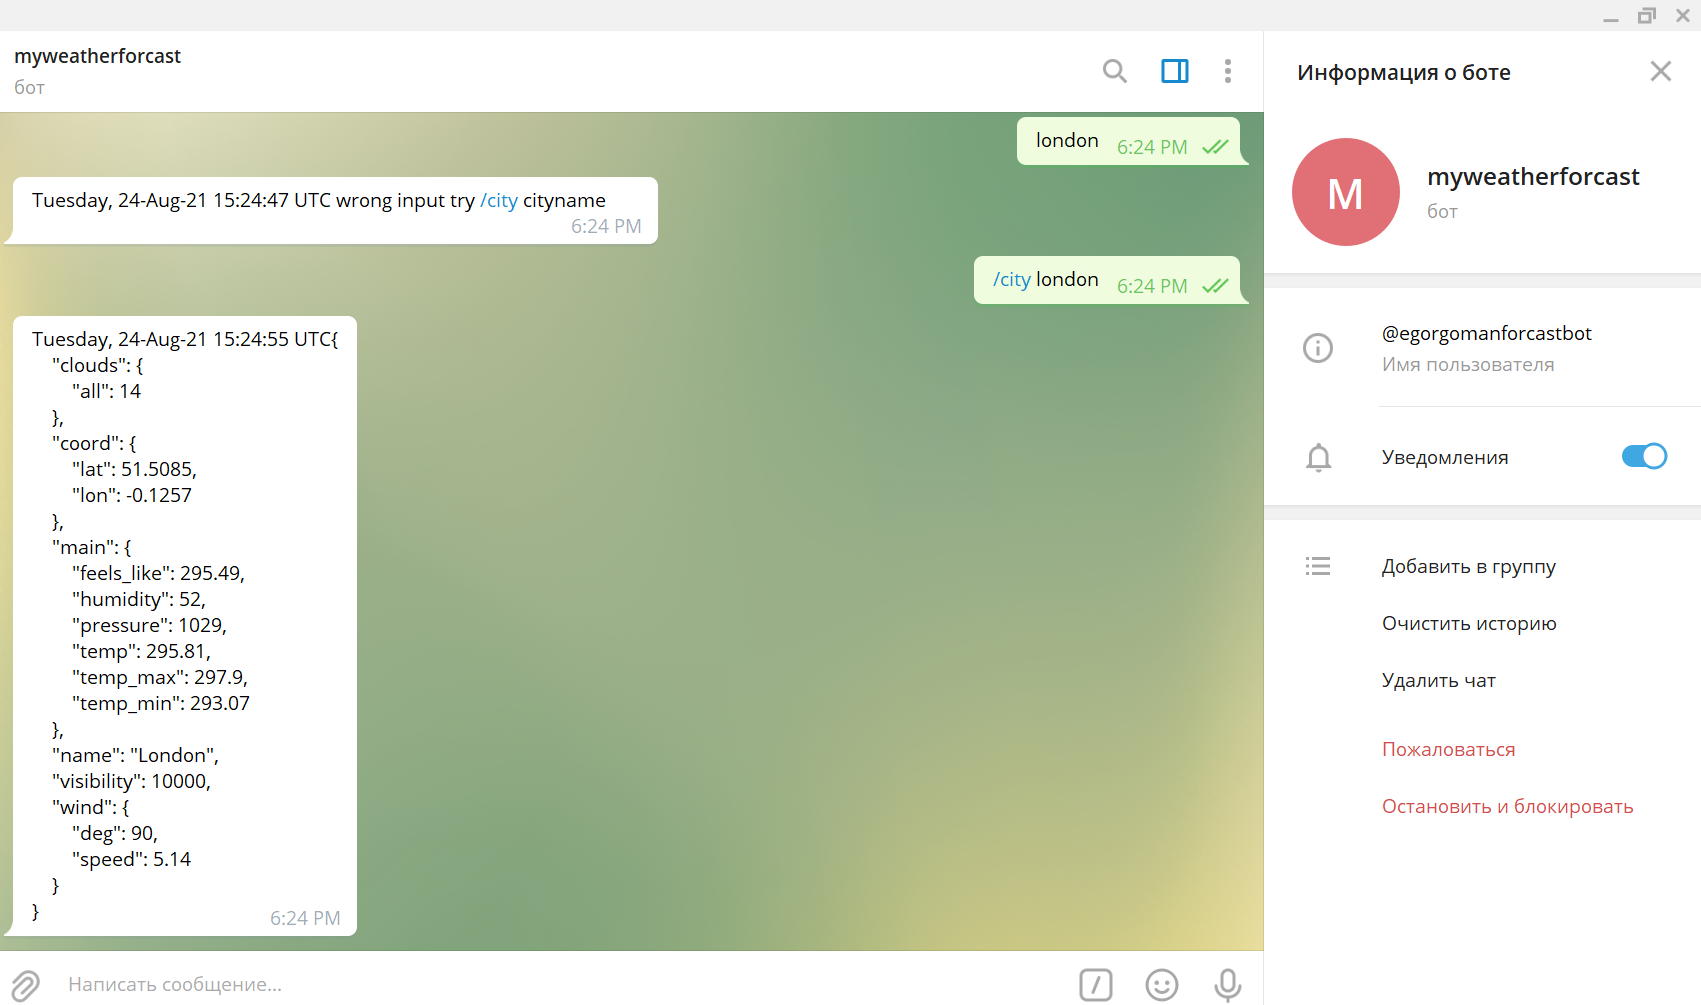 myweatherforcast
бот
london 6:24 PM
Tuesday, 24-Aug-21 15:24:47 UTC wrong input try /city cityname
6:24 PM
/city london 6:24 PM
Tuesday, 24-Aug-21 15:24:55 UTC{
"clouds": {
"all": 14
},
"coord": {
"lat": 51.5085,
"lon": -0.1257
},
"main": {
"feels_like": 295.49,
"humidity": 52,
"pressure": 1029,
"temp": 295.81,
"temp_max": 297.9,
"temp_min": 293.07
},
"name": "London",
"visibility": 10000,
"wind": {
"deg": 90,
"speed": 5.14
}
}
6:24 PM
Написать сообщение...
Информация о боте
M
myweatherforcast
бот
@egorgomanforcastbot
Имя пользователя
Уведомления
Добавить в группу
Очистить историю
Удалить чат
Пожаловаться
Остановить и блокировать